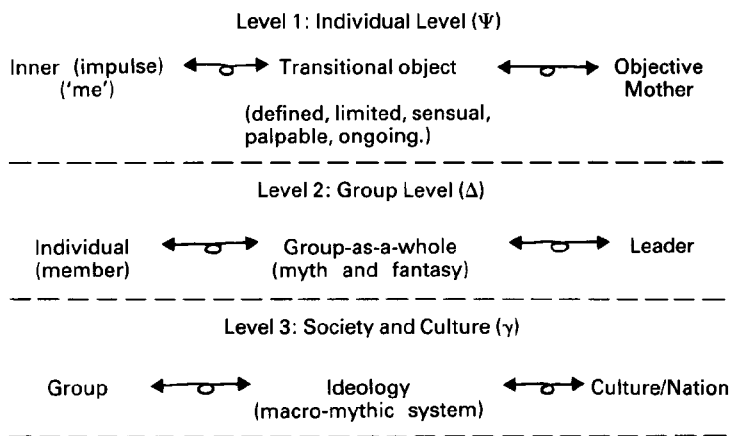 Level 1: Individual Level (Ψ)
Inner (impulse) Transitional object Objective
('me') Mother
(defined, limited, sensual,
palpable, ongoing.)
Level 2: Group Level (Δ)
Individual Group-as-a-whole Leader
(member) (myth and fantasy)
Level 3: Society and Culture (γ)
Group Ideology Culture/Nation
(macro-mythic system)